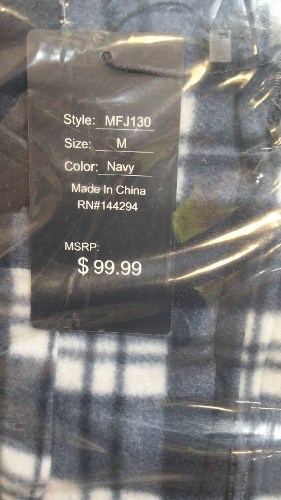 Style: MFJ130
Size: M
Color: Navy
Made In China
RN#144294
MSRP:
$99.99